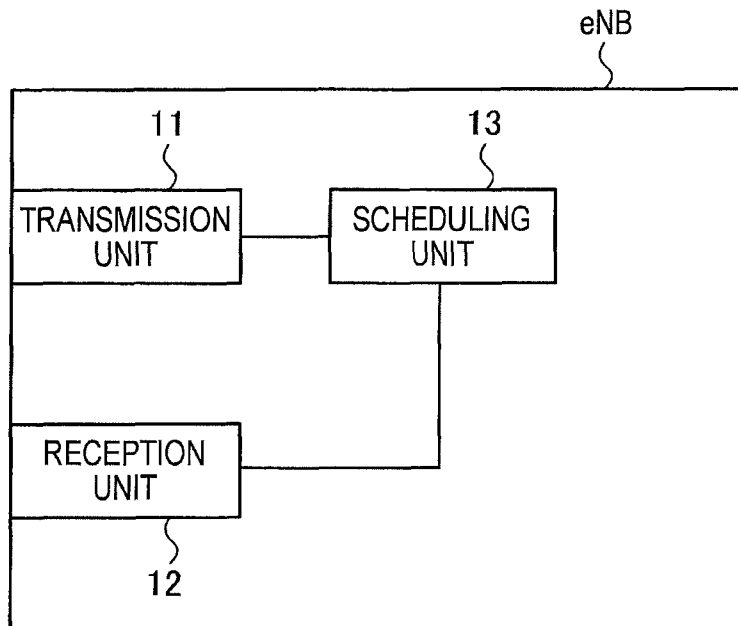 eNB
11
13
TRANSMISSION
UNIT
SCHEDULING
UNIT
RECEPTION
UNIT
12